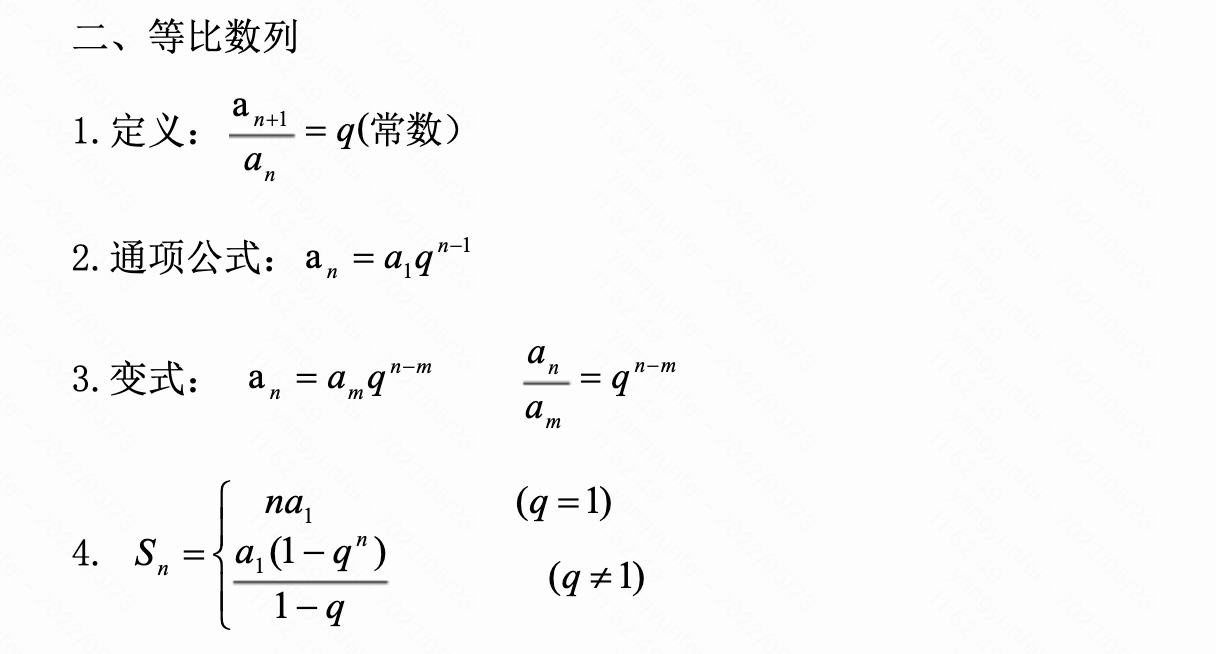 二、等比数列
1.定义：$\frac{a_{n+1}}{a_n}=q(常数）$
2.通项公式：$a_n=a_1q^{n-1}$
3.变式： $a_n=a_mq^{n-m}$ $\frac{a_n}{a_m}=q^{n-m}$
4. $S_n=\begin{cases}na_1 & (q=1)\\ \frac{a_1(1-q^n)}{1-q} & (q\neq1)\end{cases}$